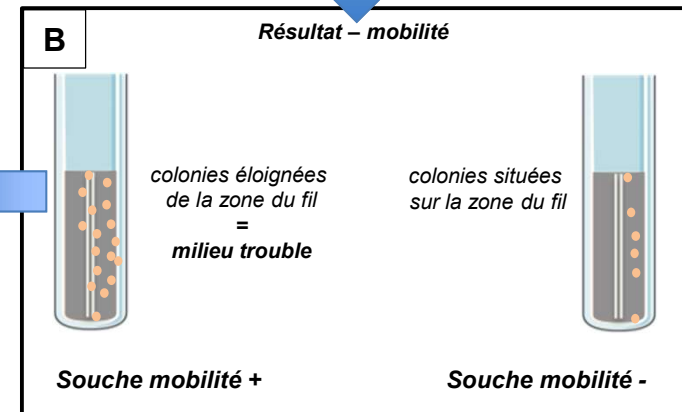 B
Résultat – mobilité
colonies éloignées
de la zone du fil
=
milieu trouble
colonies situées
sur la zone du fil
Souche mobilité +
Souche mobilité -